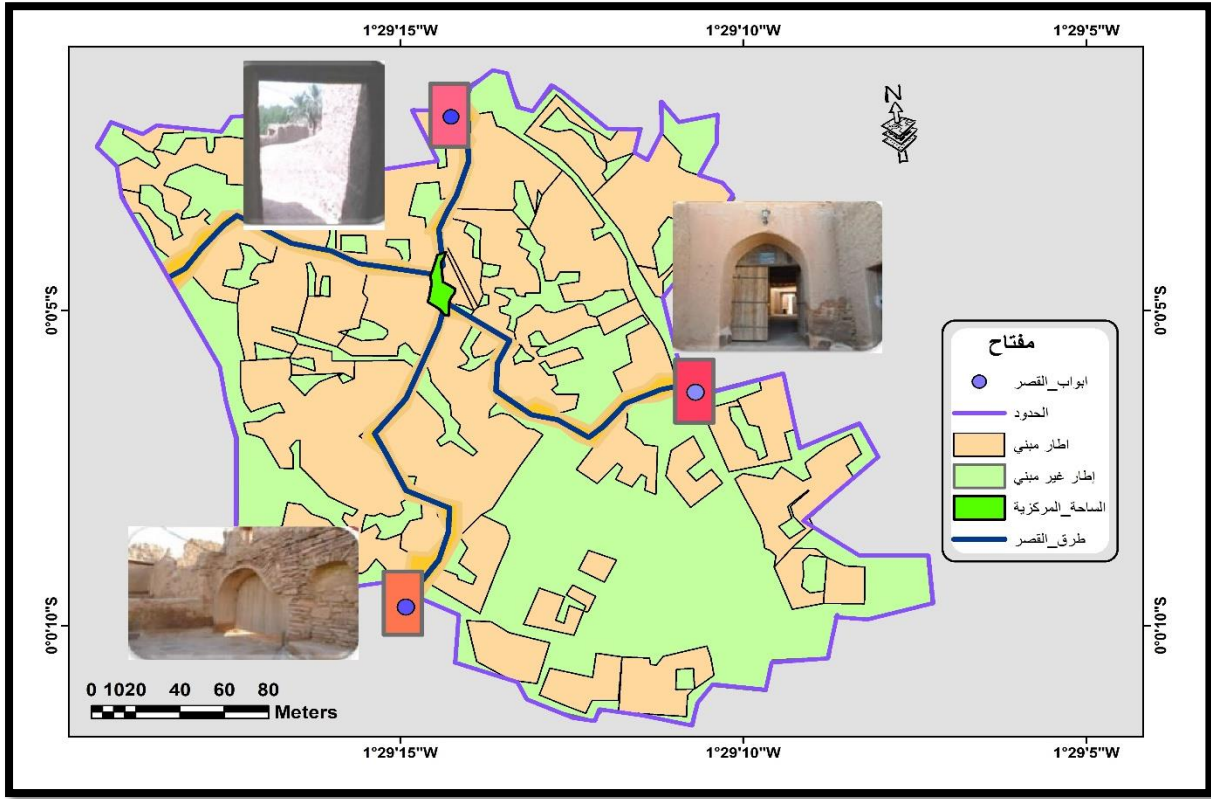 1°29'15"W 1°29'10"W 1°29'5"W
N
0°0'5"S 0°0'5"S
مفتاح
ابواب_القصر
الحدود
اطار مبني
إطار غير مبني
الساحة_المركزية
طرق_القصر
0°0'10"S 0°0'10"S
0 1020 40 60 80
Meters
1°29'15"W 1°29'10"W 1°29'5"W